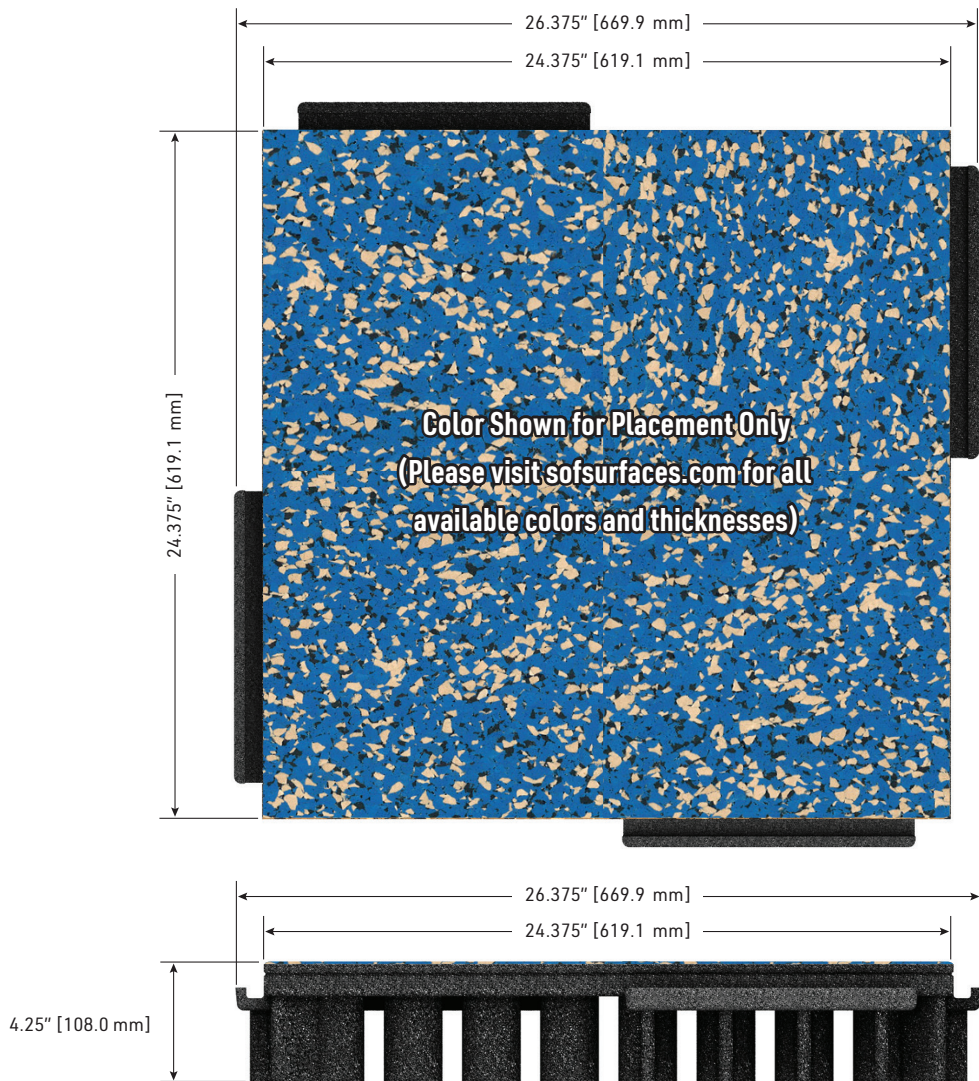 26.375” [669.9 mm]
24.375” [619.1 mm]
24.375” [619.1 mm]
Color Shown for Placement Only
(Please visit sofsurfaces.com for all
available colors and thicknesses)
26.375” [669.9 mm]
24.375” [619.1 mm]
4.25” [108.0 mm]